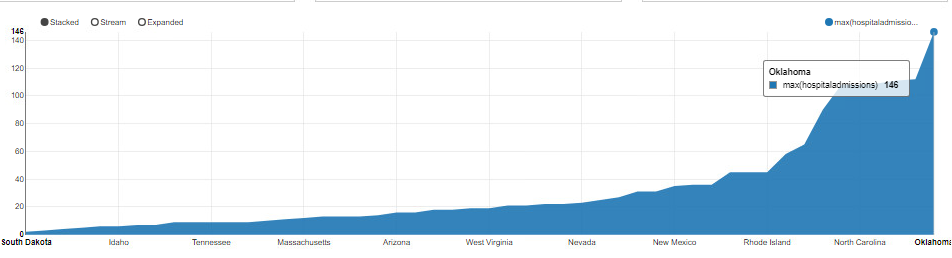 Stacked Stream Expanded
max(hospitaladmissio...
146
140
120
100
80
60
40
20
0
Oklahoma
max(hospitaladmissions) 146
South Dakota Idaho Tennessee Massachusetts Arizona West Virginia Nevada New Mexico Rhode Island North Carolina Oklahoma